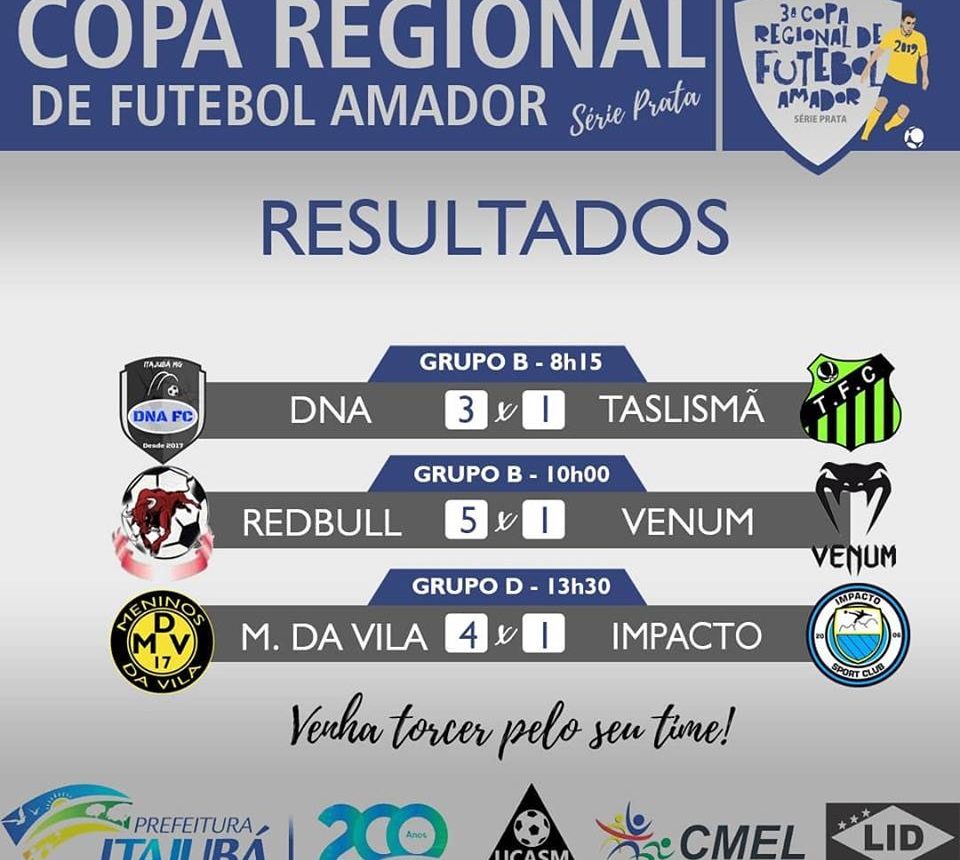 COPA REGIONAL
DE FUTEBOL AMADOR Série Prata
3ª COPA
REGIONAL DE
FUTEBOL
AMADOR
SÉRIE PRATA
2019
RESULTADOS
GRUPO B - 8h15
ITAJUBÁ MG
DNA FC
Desde 2017
DNA 3 x 1 TASLISMÃ
T.F.C
GRUPO B - 10h00
REDBULL 5 x 1 VENUM
VENUM
GRUPO D - 13h30
MENINOS
DMV
17
DA VILA
M. DA VILA 4 x 1 IMPACTO
IMPACTO
20 06
SPORT CLUB
Venha torcer pelo seu time!
PREFEITURA
ITAJUBÁ
200 Anos
UCASM
CMEL
LID